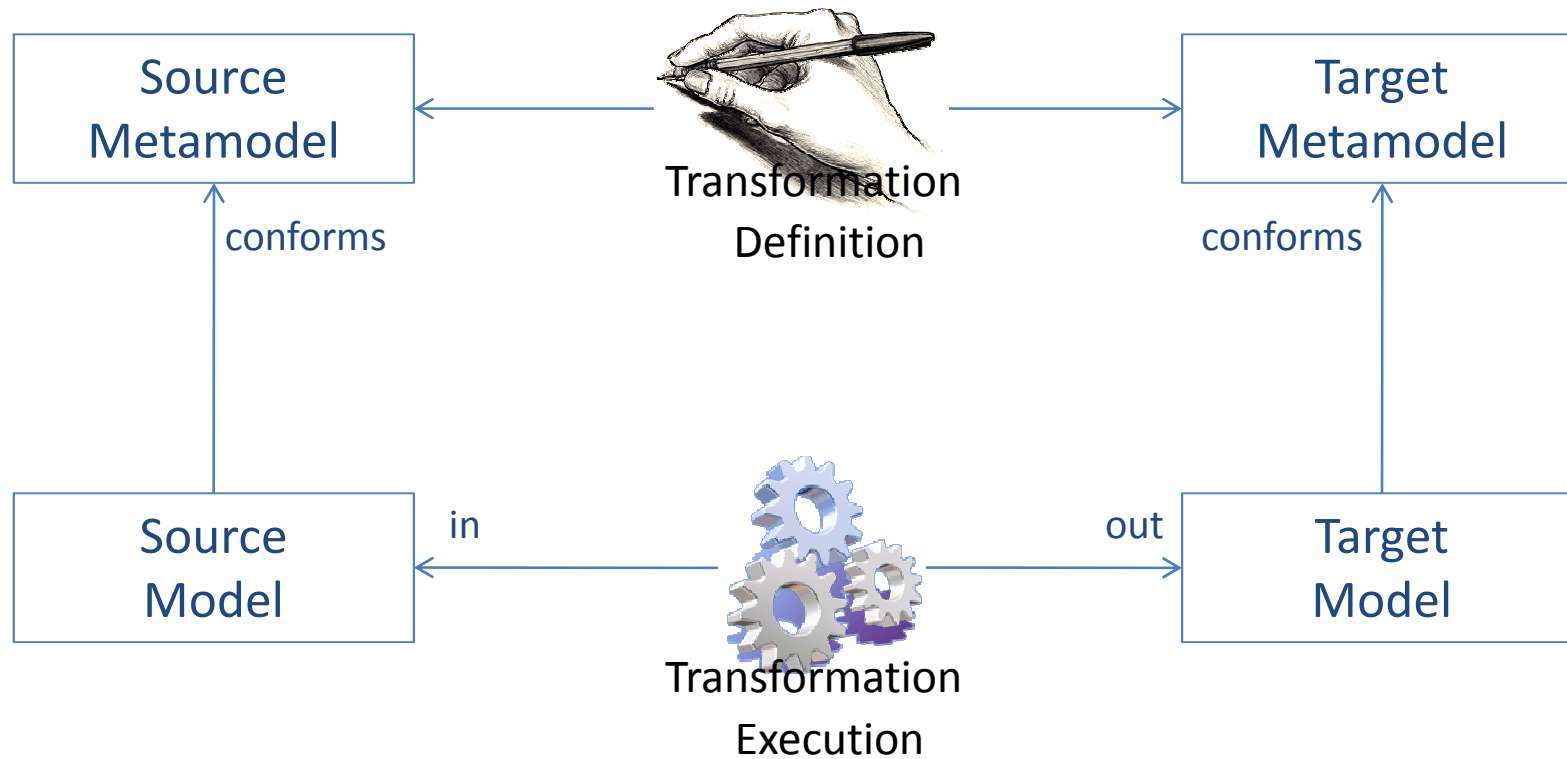 Source
Metamodel
Transformation
Definition
Target
Metamodel
conforms
conforms
Source
Model
in
Transformation
Execution
out
Target
Model